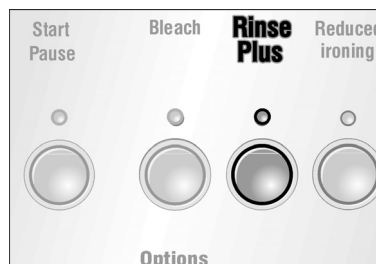 Start
Pause
Bleach
Rinse
Plus
Reduced
ironing
Options